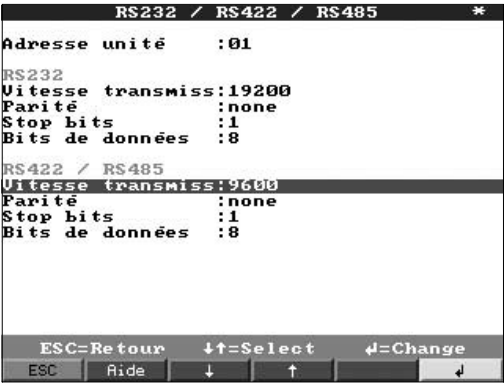 RS232 / RS422 / RS485 *
Adresse unité :01
RS232
Vitesse transmiss:19200
Parité :none
Stop bits :1
Bits de données :8
RS422 / RS485
Vitesse transmiss:9600
Parité :none
Stop bits :1
Bits de données :8
ESC=Retour ↓↑=Select ↲=Change
ESC Aide ↓ ↑ ↲